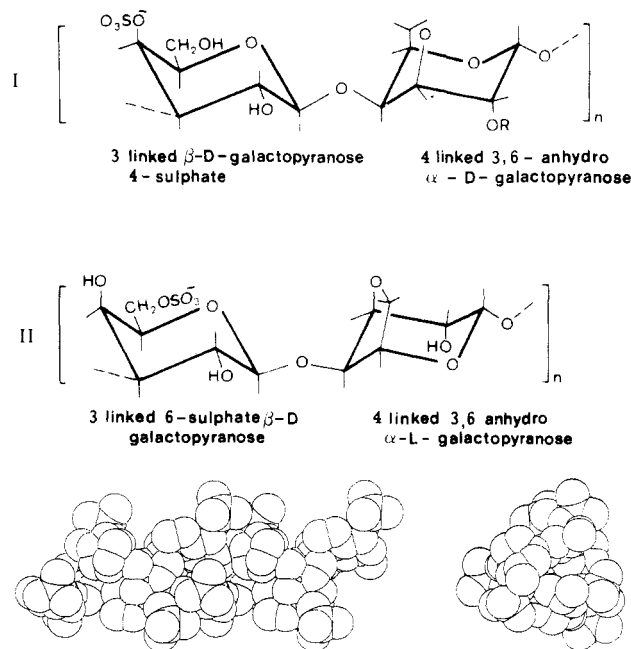 I
O₃SO⁻
CH₂OH
O
HO
O
O
O
O
OR
n
3 linked β-D-galactopyranose
4-sulphate
4 linked 3,6- anhydro
α - D- galactopyranose
II
HO
CH₂OSO₃⁻
O
HO
O
O
HO
O
O
n
3 linked 6-sulphate β-D
galactopyranose
4 linked 3,6 anhydro
α-L- galactopyranose